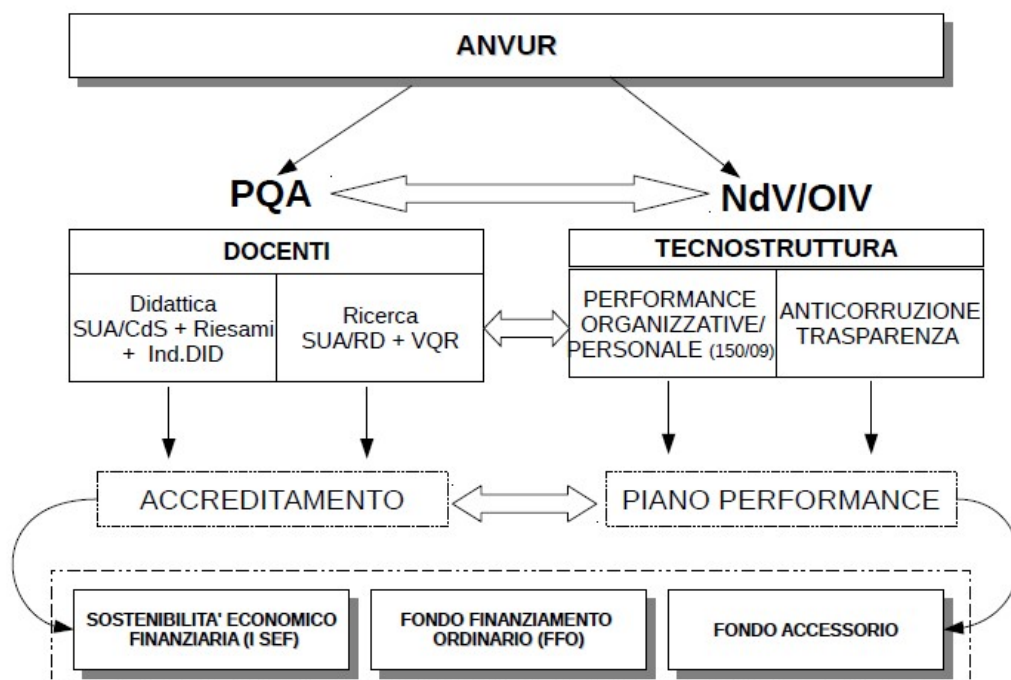 ANVUR
PQA
NdV/OIV
DOCENTI
Didattica
SUA/CdS + Riesami
+ Ind.DID
Ricerca
SUA/RD + VQR
TECNOSTRUTTURA
PERFORMANCE
ORGANIZZATIVE/
PERSONALE (150/09)
ANTICORRUZIONE
TRASPARENZA
ACCREDITAMENTO
PIANO PERFORMANCE
SOSTENIBILITA' ECONOMICO
FINANZIARIA (I SEF)
FONDO FINANZIAMENTO
ORDINARIO (FFO)
FONDO ACCESSORIO